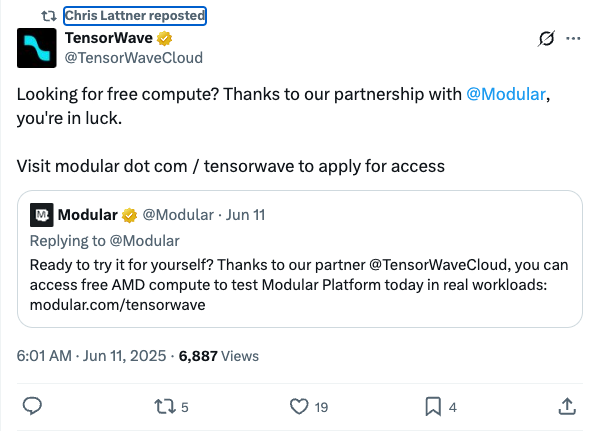 Chris Lattner reposted
TensorWave
@TensorWaveCloud
Looking for free compute? Thanks to our partnership with @Modular,
you're in luck.
Visit modular dot com / tensorwave to apply for access
Modular @Modular · Jun 11
Replying to @Modular
Ready to try it for yourself? Thanks to our partner @TensorWaveCloud, you can
access free AMD compute to test Modular Platform today in real workloads:
modular.com/tensorwave
6:01 AM · Jun 11, 2025 · 6,887 Views
5 19 4